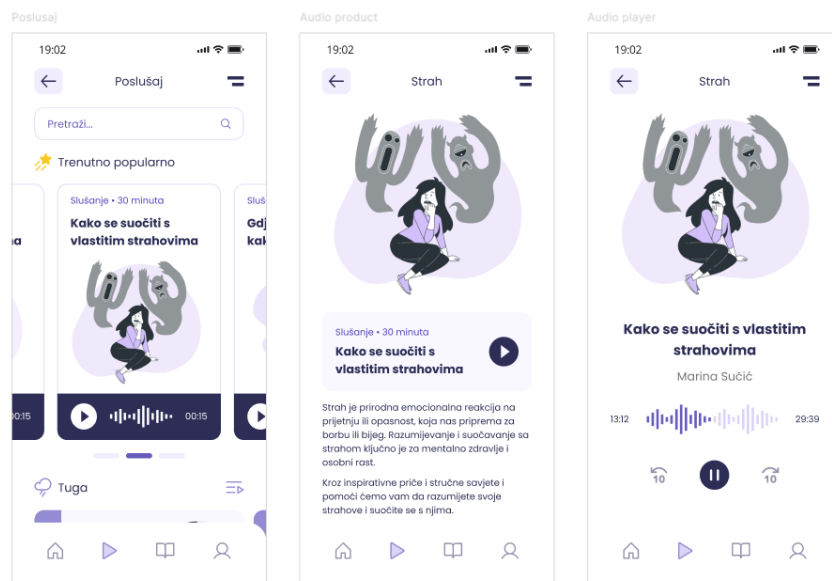 Poslusaj
19:02
Poslušaj
Pretraži...
Trenutno popularno
a
00:15
Slušanje • 30 minuta
Kako se suočiti s
vlastitim strahovima
00:15
Sluš
Gdj
kak
Tuga
Audio product
19:02
Strah
Slušanje • 30 minuta
Kako se suočiti s
vlastitim strahovima
Strah je prirodna emocionalna reakcija na
prijetnju ili opasnost, koja nas priprema za
borbu ili bijeg. Razumijevanje i suočavanje sa
strahom ključno je za mentalno zdravlje i
osobni rast.
Kroz inspirativne priče i stručne savjete i
pomoći ćemo vam da razumijete svoje
strahove i suočite se s njima.
Audio player
19:02
Strah
Kako se suočiti s vlastitim
strahovima
Marina Sučić
13:12
29:39
10
10